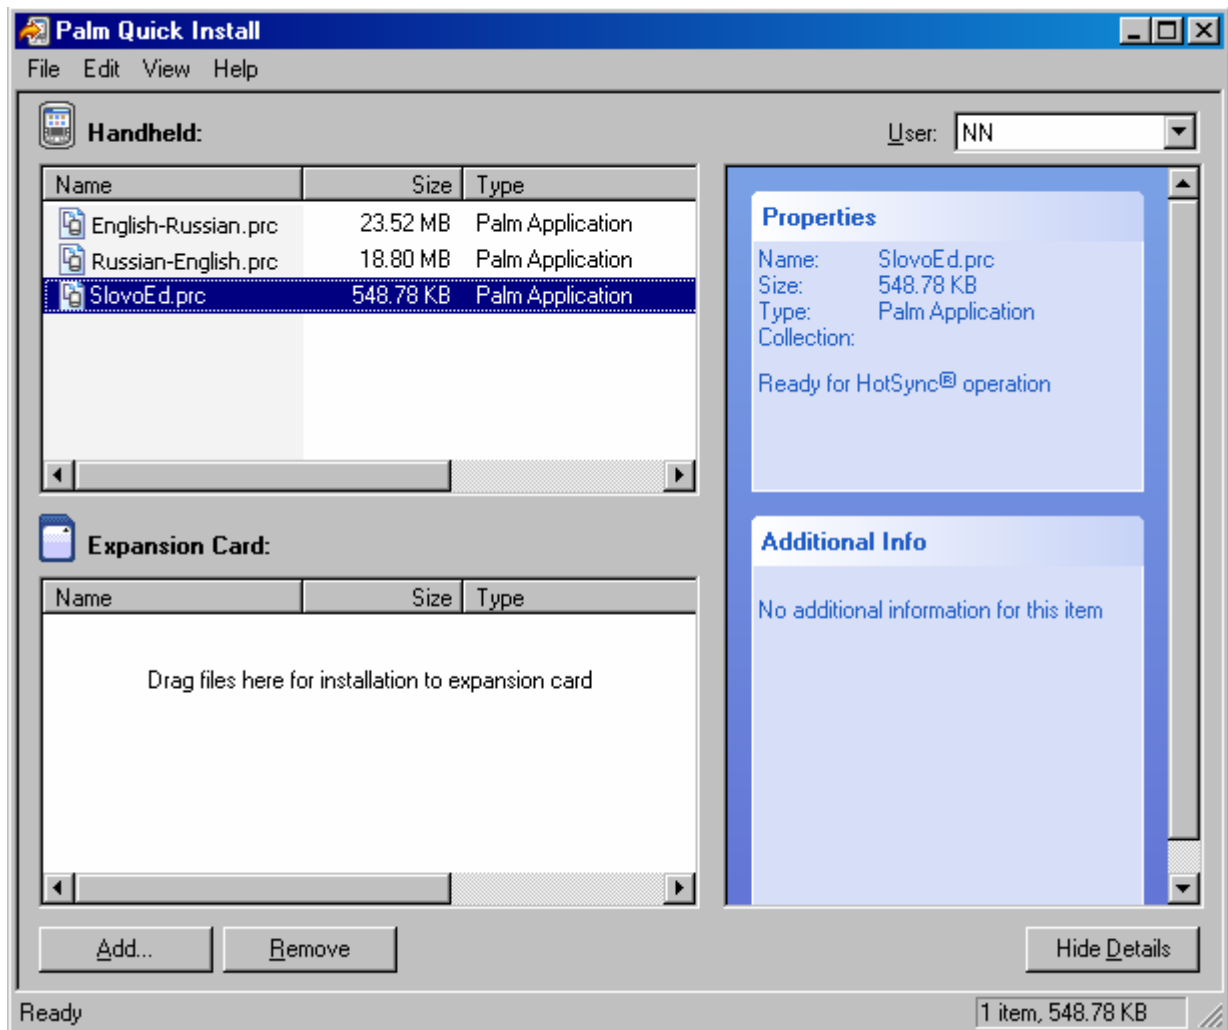 Palm Quick Install
File Edit View Help
Handheld:
User: NN
Name Size Type
English-Russian.prc 23.52 MB Palm Application
Russian-English.prc 18.80 MB Palm Application
SlovoEd.prc 548.78 KB Palm Application
Properties
Name: SlovoEd.prc
Size: 548.78 KB
Type: Palm Application
Collection:
Ready for HotSync® operation
Expansion Card:
Name Size Type
Drag files here for installation to expansion card
Additional Info
No additional information for this item
Add... Remove Hide Details
Ready 1 item, 548.78 KB